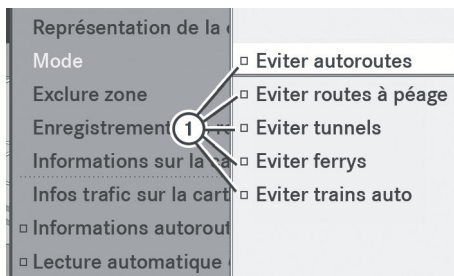 Représentation de la
Mode
Exclure zone
Enregistrement
Informations sur la
Infos trafic sur la
Informations
Lecture automatique
1
Eviter autoroutes
Eviter routes à péage
Eviter tunnels
Eviter ferrys
Eviter trains auto